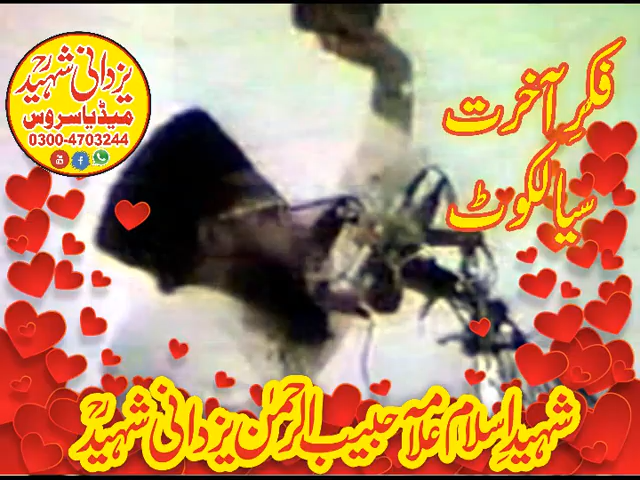 یزدانی شہیدؒ
میڈیا سروس
0300-4703244
فکرِ آخرت
سیالکوٹ
شہیدِ اسلام علامہ حبیب الرحمٰن یزدانی شہیدؒ